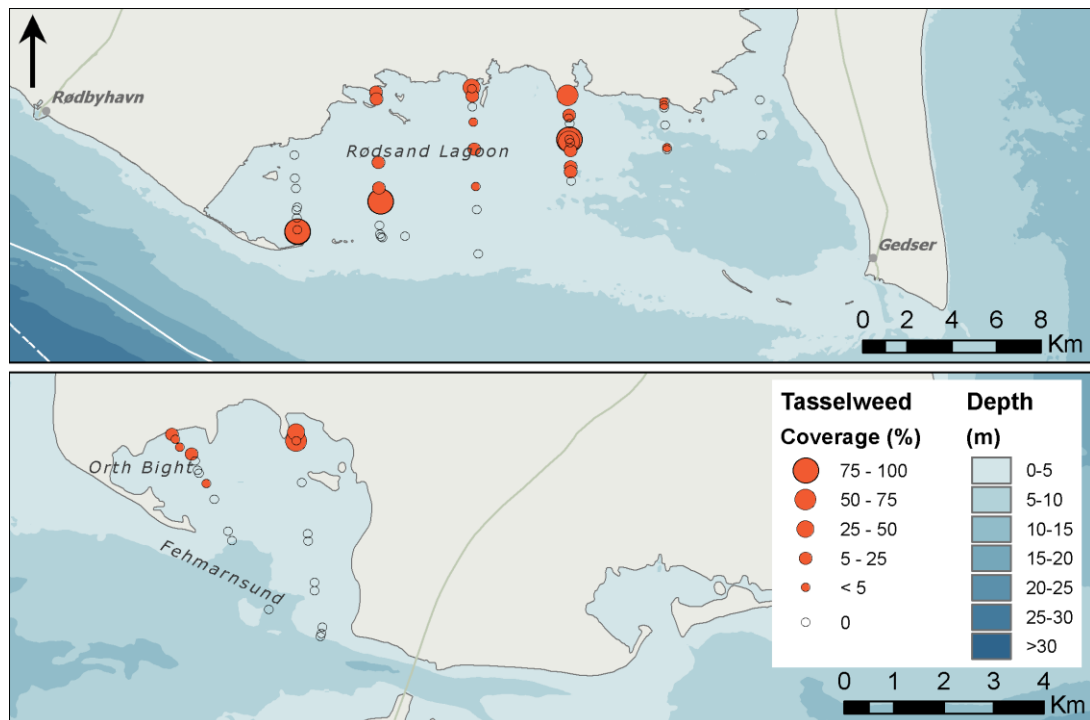 Rødbyhavn
Rødsand Lagoon
Gedser
0 2 4 6 8
Km
Orth Bight
Fehmarnsund
Tasselweed
Coverage (%)
75 - 100
50 - 75
25 - 50
5 - 25
< 5
0
Depth
(m)
0-5
5-10
10-15
15-20
20-25
25-30
>30
0 1 2 3 4
Km